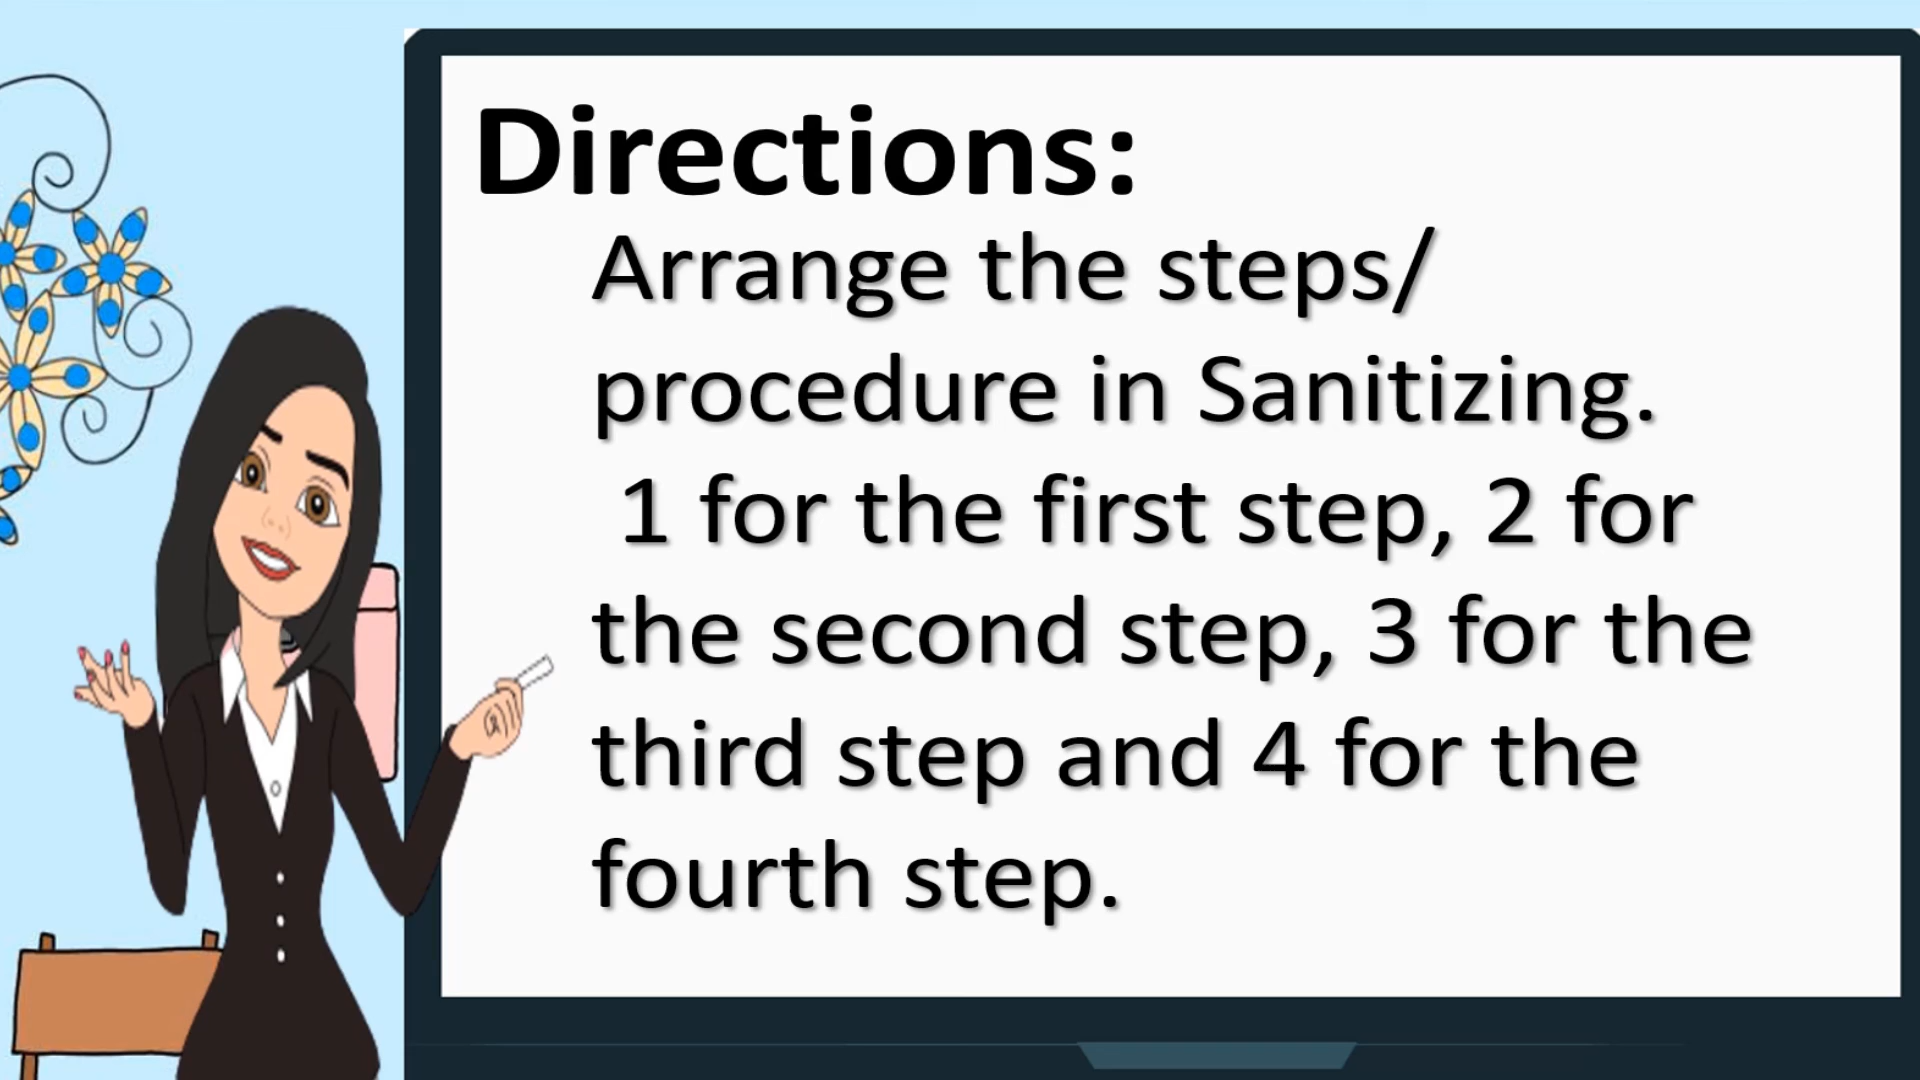 Directions:
Arrange the steps/
procedure in Sanitizing.
1 for the first step, 2 for
the second step, 3 for the
third step and 4 for the
fourth step.